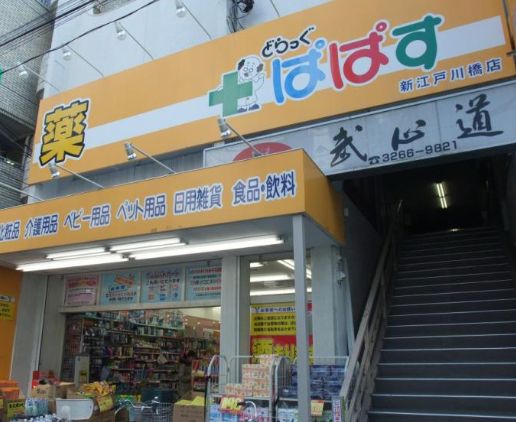 薬
どらっぐ
ぱぱす
新江戸川橋店
武心道
☎3266-9821
化粧品 介護用品 ベビー用品 ペット用品 日用雑貨 食品・飲料